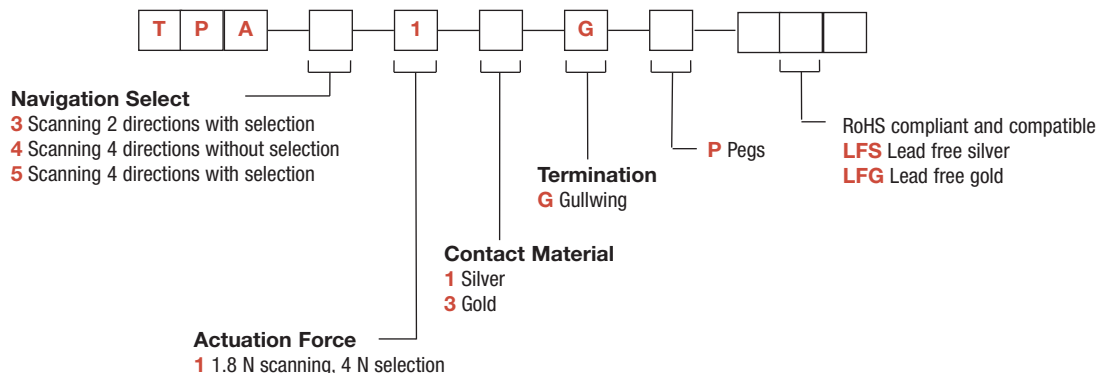 T P A 1 G
Navigation Select
3 Scanning 2 directions with selection
4 Scanning 4 directions without selection
5 Scanning 4 directions with selection
Actuation Force
1 1.8 N scanning, 4 N selection
Contact Material
1 Silver
3 Gold
Termination
G Gullwing
P Pegs
RoHS compliant and compatible
LFS Lead free silver
LFG Lead free gold